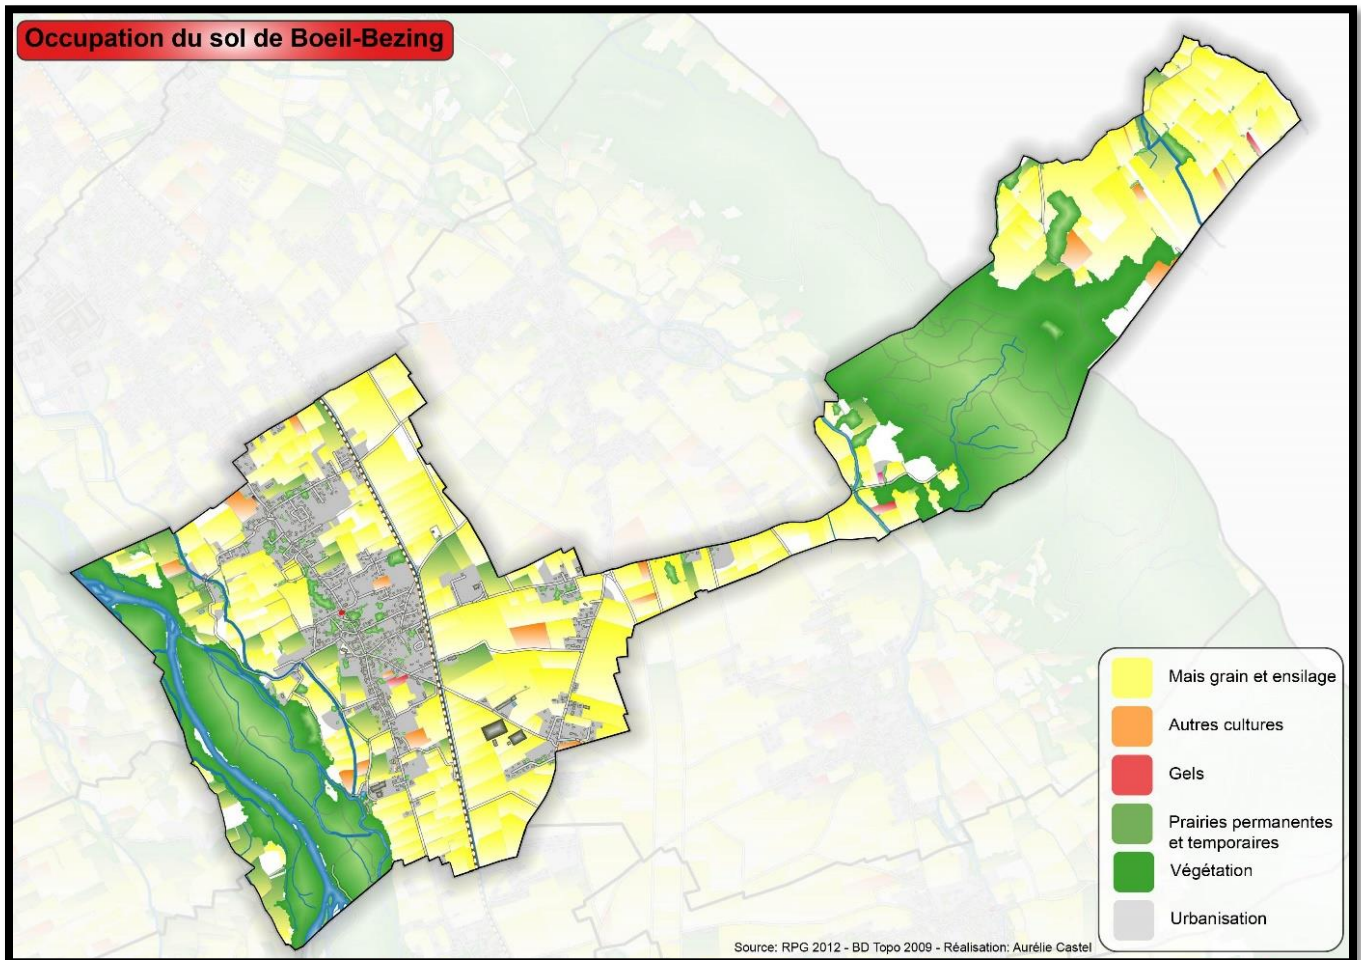 Occupation du sol de Boeil-Bezing
Mais grain et ensilage
Autres cultures
Gels
Prairies permanentes
et temporaires
Végétation
Urbanisation
Source: RPG 2012 - BD Topo 2009 - Réalisation: Aurélie Castel